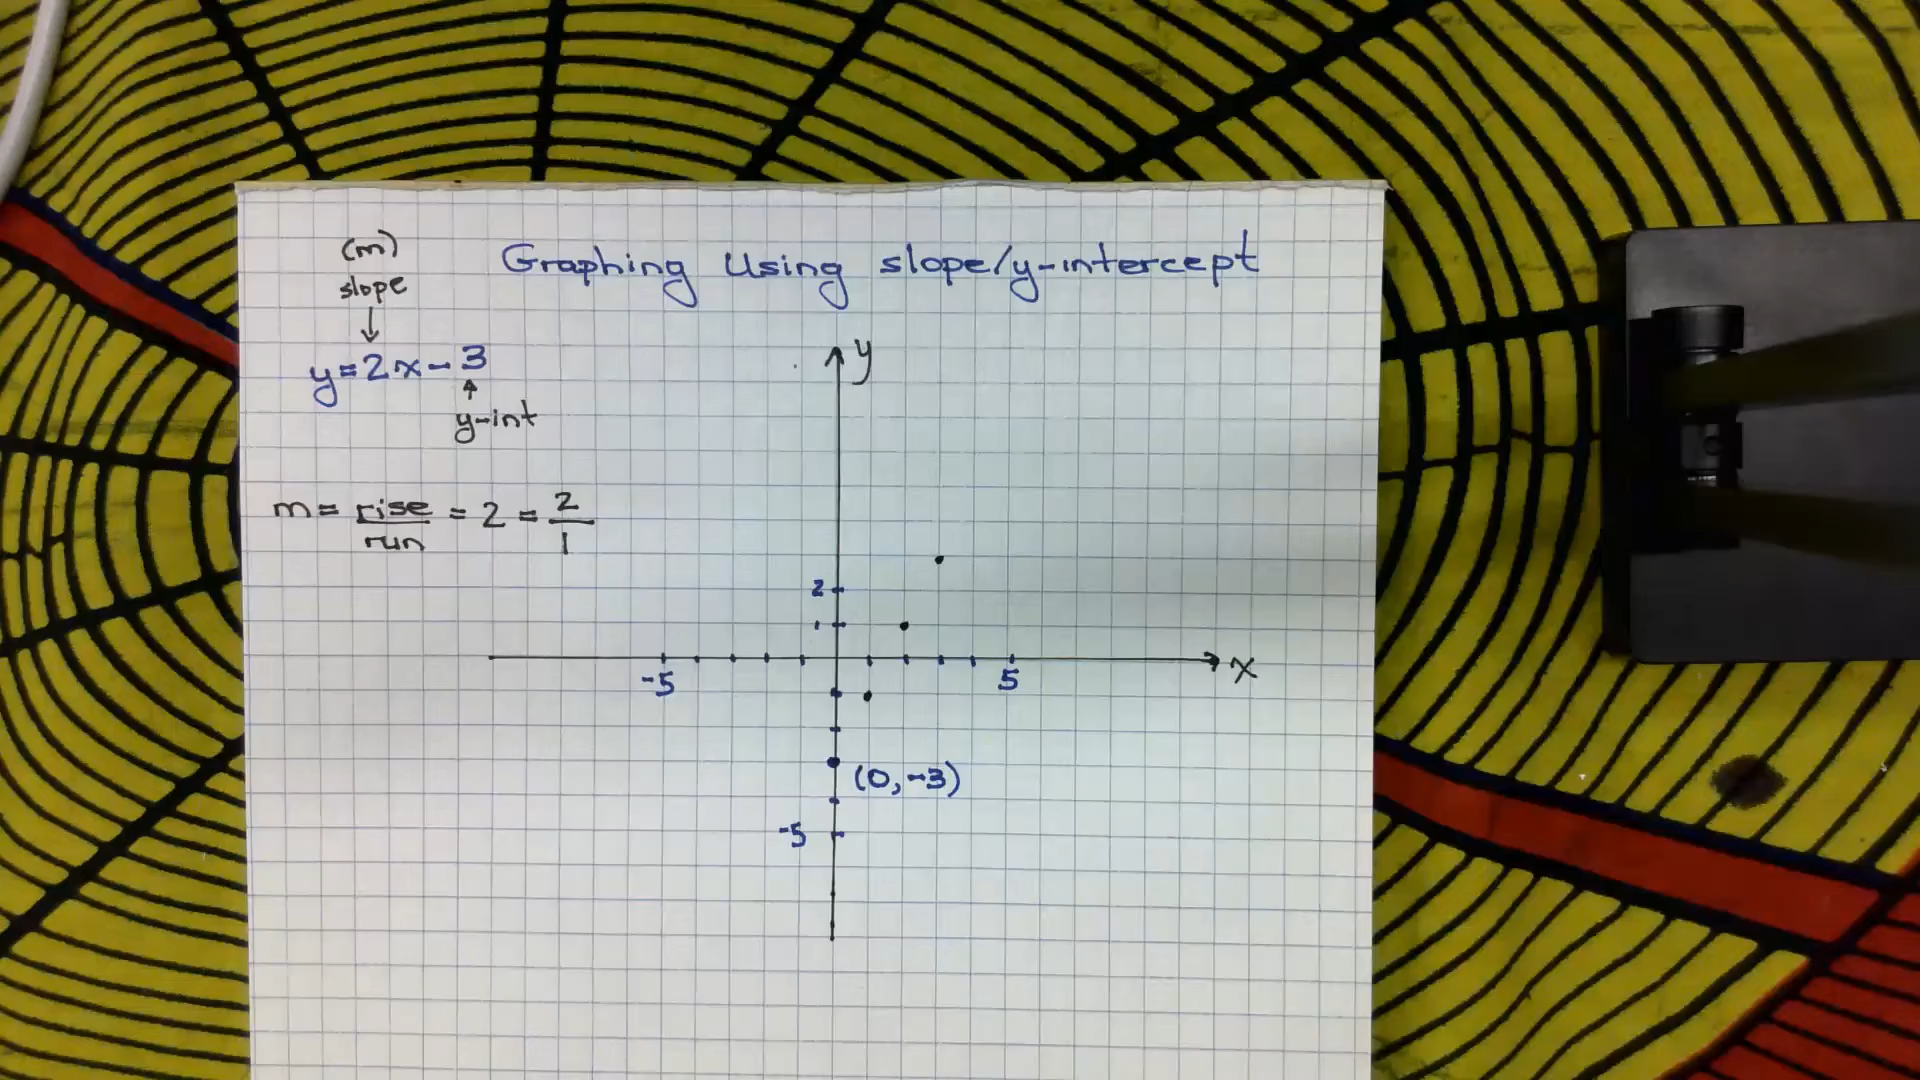 Graphing Using slope/y-intercept
(m)
slope
↓
y=2x-3
↑
y-int
m = rise/run = 2 = 2/1
y
2
1
-5
5
x
(0,-3)
-5